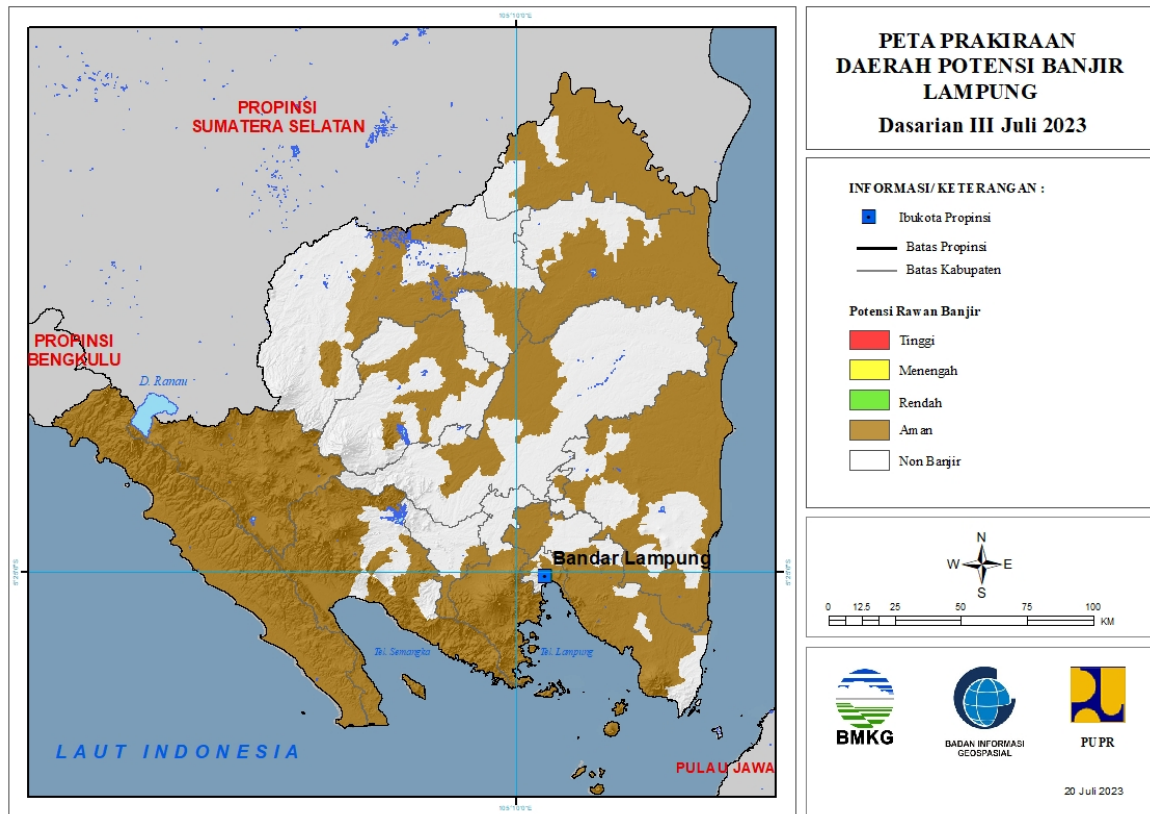 PETA PRAKIRAAN
DAERAH POTENSI BANJIR
LAMPUNG
Dasarian III Juli 2023
INFORMASI/ KETERANGAN :
Ibukota Propinsi
Batas Propinsi
Batas Kabupaten
Potensi Rawan Banjir
Tinggi
Menengah
Rendah
Aman
Non Banjir
N
W
E
S
0
12.5
25
50
75
100
KM
BMKG
BADAN INFORMASI
GEOSPASIAL
PUPR
20 Juli 2023
PROPINSI
SUMATERA SELATAN
PROPINSI
BENGKULU
D. Ranau
Bandar Lampung
Tel. Semangka
Tel. Lampung
LAUT INDONESIA
PULAU JAWA